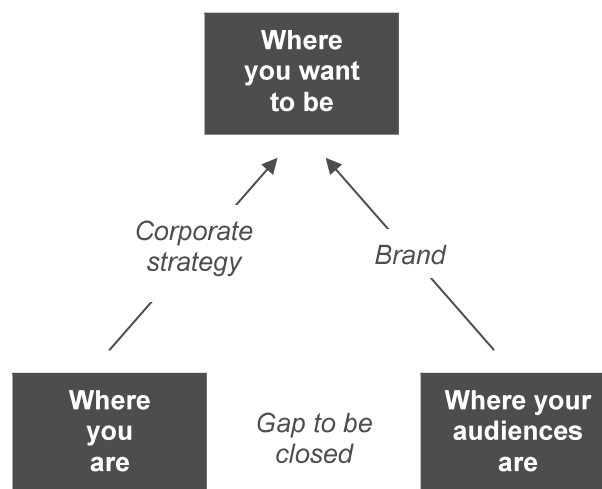 Where
you want
to be
Corporate
strategy
Brand
Where
you
are
Gap to be
closed
Where your
audiences
are